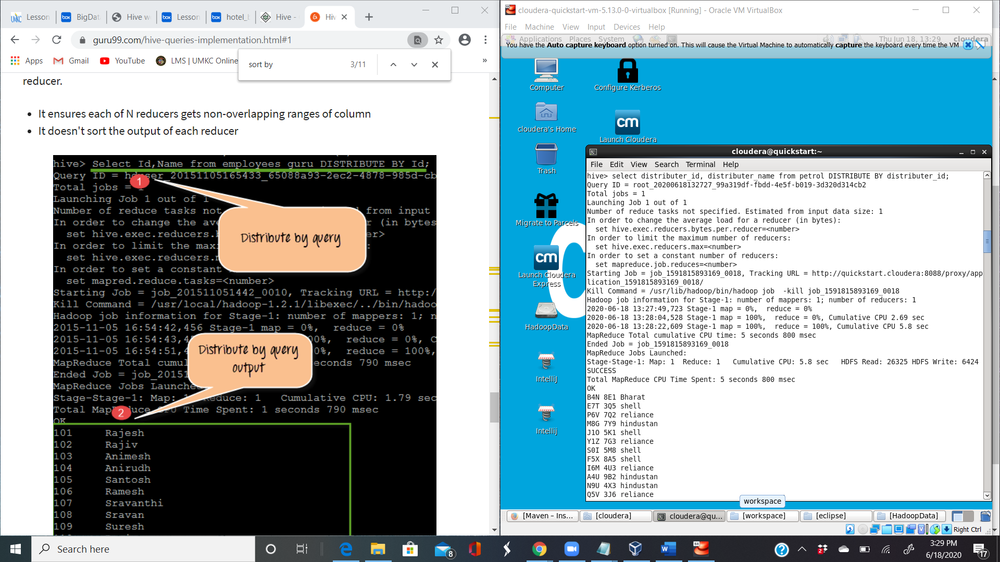 Lesson
BigDat
Hive w
Lesson
hotel_b
Hive -
Hiv
guru99.com/hive-queries-implementation.html#1
Apps
Gmail
YouTube
LMS | UMKC Online
»
sort by
3/11
reducer.
• It ensures each of N reducers gets non-overlapping ranges of column
• It doesn't sort the output of each reducer
hive> Select Id,Name from employees_guru DISTRIBUTE BY Id;
Query ID = hduser_20151105165433_65088a93-2ec2-4878-985d-cb
1
Total jobs = 1
Launching Job 1 out of 1
Number of reduce tasks not from input
In order to change the ave (in bytes
set hive.exec.reducers. er>
In order to limit the maxi :
set hive.exec.reducers.
In order to set a constant
set mapred.reduce.tasks=<number>
Distribute by query
Starting Job = job_201511051442_0010, Tracking URL = http:/
Kill Command = /usr/local/hadoop-1.2.1/libexec/../bin/hadoo
Hadoop job information for Stage-1: number of mappers: 1; n
2015-11-05 16:54:42,456 Stage-1 map = 0%, reduce = 0%
2015-11-05 16:54:43,4 00%, reduce = 0%, C
2015-11-05 16:54:51,4 0%, reduce = 100%,
MapReduce Total cumul econds 790 msec
Ended Job = job_2015
MapReduce Jobs Launche
Distribute by query
output
Stage-Stage-1: Map: 1 Reduce: 1 Cumulative CPU: 1.79 sec
Total MapReduce CPU Time Spent: 1 seconds 790 msec
2
OK
101 Rajesh
102 Rajiv
103 Animesh
104 Anirudh
105 Santosh
106 Ramesh
107 Sravanthi
108 Sravan
109 Suresh
cloudera-quickstart-vm-5.13.0-0-virtualbox [Running] - Oracle VM VirtualBox
File Machine View Input Devices Help
Applications Places System
Thu Jun 18, 13:29 cloudera
You have the Auto capture keyboard option turned on. This will cause the Virtual Machine to automatically capture the keyboard every time the VM
Computer
Configure Kerberos
cloudera's Home
cm
Launch Cloudera
Trash
Migrate to Parcels
cm
Launch Cloudera
Express
HadoopData
IntellIJ
Intellij
cloudera@quickstart:~
File Edit View Search Terminal Help
hive> select distributer_id, distributer_name from petrol DISTRIBUTE BY distributer_id;
Query ID = root_20200618132727_99a319df-fbdd-4e5f-b019-3d320d314cb2
Total jobs = 1
Launching Job 1 out of 1
Number of reduce tasks not specified. Estimated from input data size: 1
In order to change the average load for a reducer (in bytes):
set hive.exec.reducers.bytes.per.reducer=<number>
In order to limit the maximum number of reducers:
set hive.exec.reducers.max=<number>
In order to set a constant number of reducers:
set mapreduce.job.reduces=<number>
Starting Job = job_1591815893169_0018, Tracking URL = http://quickstart.cloudera:8088/proxy/app
lication_1591815893169_0018/
Kill Command = /usr/lib/hadoop/bin/hadoop job -kill job_1591815893169_0018
Hadoop job information for Stage-1: number of mappers: 1; number of reducers: 1
2020-06-18 13:27:49,723 Stage-1 map = 0%, reduce = 0%
2020-06-18 13:28:04,528 Stage-1 map = 100%, reduce = 0%, Cumulative CPU 2.69 sec
2020-06-18 13:28:22,609 Stage-1 map = 100%, reduce = 100%, Cumulative CPU 5.8 sec
MapReduce Total cumulative CPU time: 5 seconds 800 msec
Ended Job = job_1591815893169_0018
MapReduce Jobs Launched:
Stage-Stage-1: Map: 1 Reduce: 1 Cumulative CPU: 5.8 sec HDFS Read: 26325 HDFS Write: 6424
SUCCESS
Total MapReduce CPU Time Spent: 5 seconds 800 msec
OK
B4N 8E1 Bharat
E7T 3Q5 shell
P6V 7Q2 reliance
M8G 7Y9 hindustan
J1O 5K1 shell
Y1Z 7G3 reliance
S0I 5M8 shell
F5X 8A5 shell
I6M 4U3 reliance
A4U 9B2 hindustan
N9U 4X3 hindustan
Q5V 3J6 reliance
workspace
[Maven – Ins...
[cloudera]
cloudera@qu...
[workspace]
[eclipse]
[HadoopData]
Right Ctrl
Search here
8
2
3:29 PM
6/18/2020
17